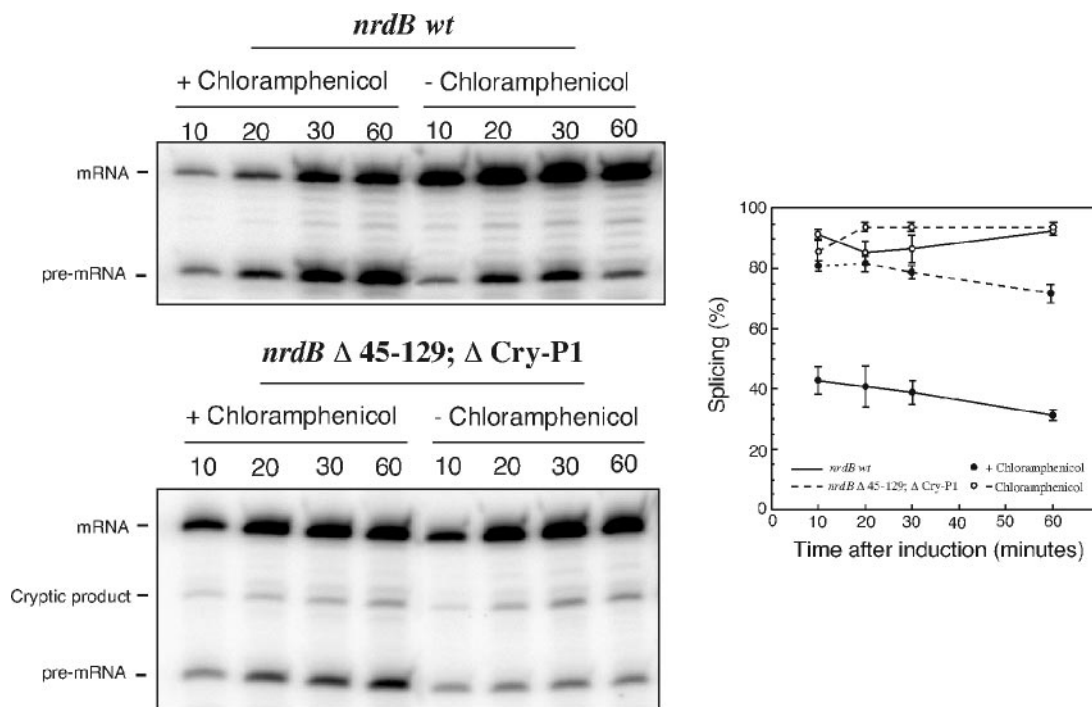 nrdB wt
+ Chloramphenicol - Chloramphenicol
10 20 30 60 10 20 30 60
mRNA
pre-mRNA
nrdB Δ 45-129; Δ Cry-P1
+ Chloramphenicol - Chloramphenicol
10 20 30 60 10 20 30 60
mRNA
Cryptic product
pre-mRNA
100
80
60
40
20
0
Splicing (%)
nrdB wt + Chloramphenicol
nrdB Δ 45-129; Δ Cry-P1 - Chloramphenicol
0 10 20 30 40 50 60
Time after induction (minutes)